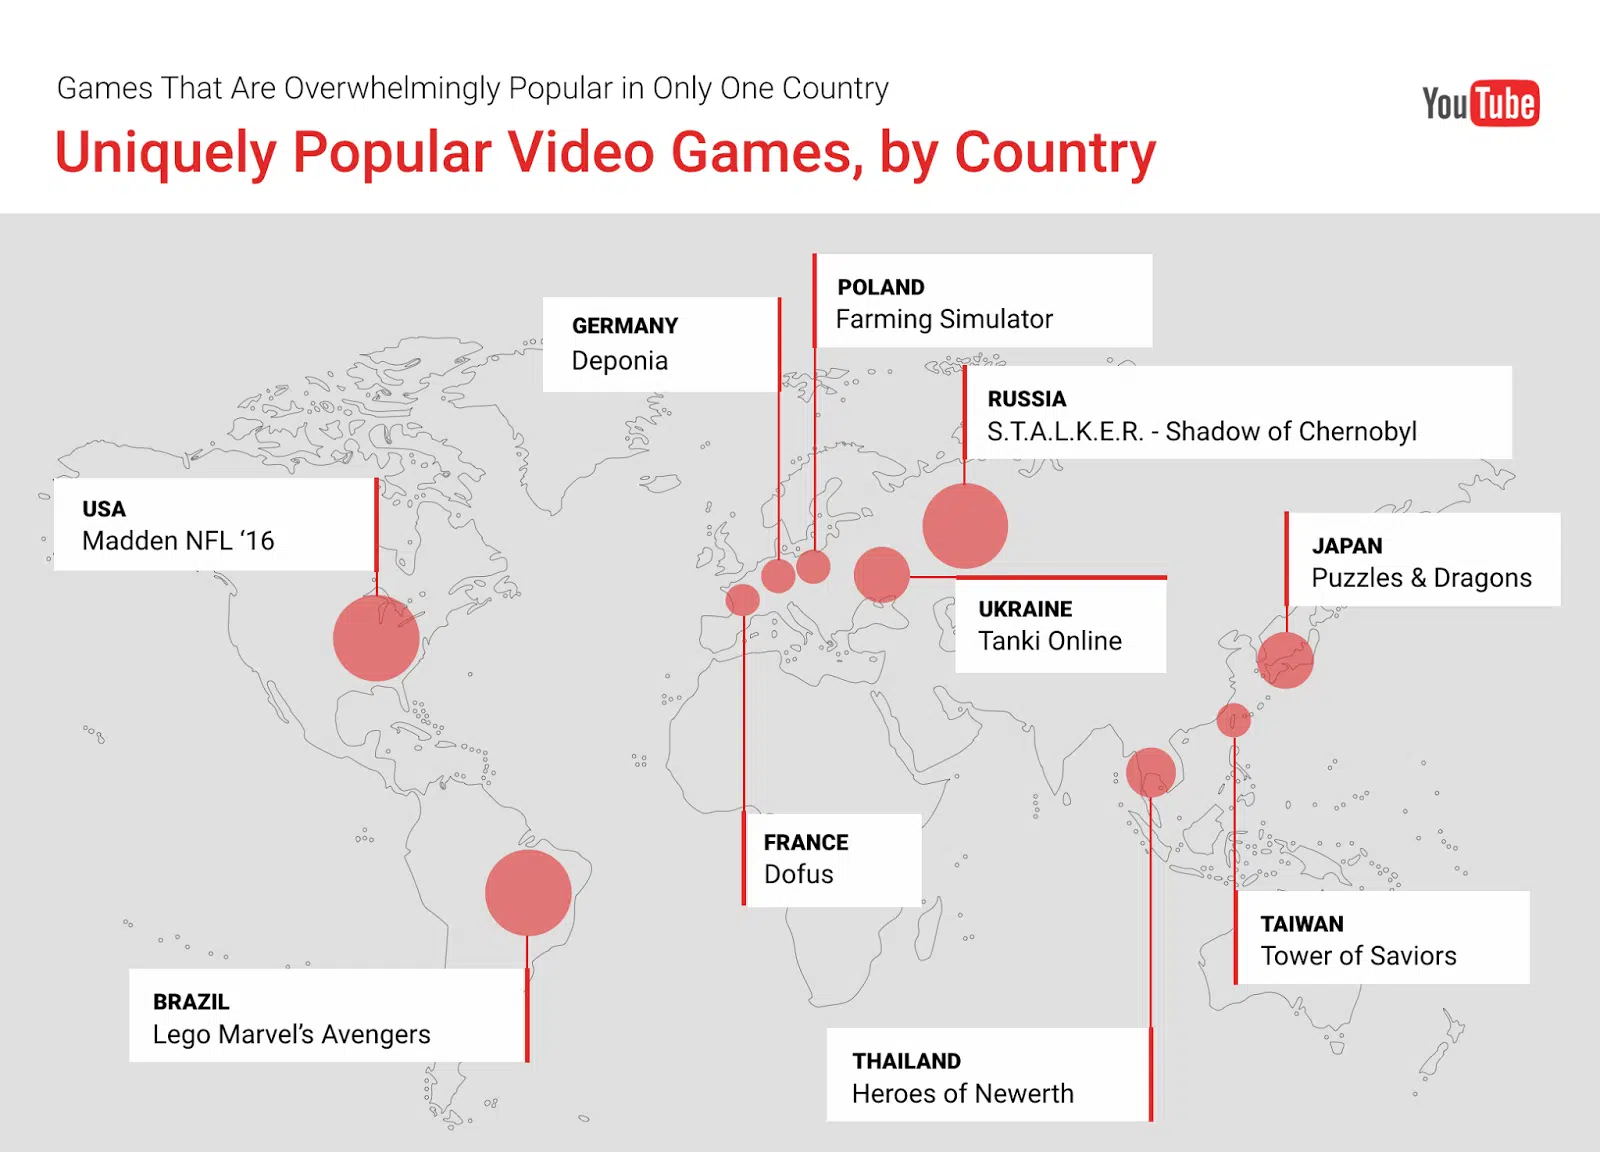 Games That Are Overwhelmingly Popular in Only One Country
Uniquely Popular Video Games, by Country
YouTube
POLAND
Farming Simulator
GERMANY
Deponia
RUSSIA
S.T.A.L.K.E.R. - Shadow of Chernobyl
USA
Madden NFL ‘16
JAPAN
Puzzles & Dragons
UKRAINE
Tanki Online
FRANCE
Dofus
TAIWAN
Tower of Saviors
BRAZIL
Lego Marvel’s Avengers
THAILAND
Heroes of Newerth